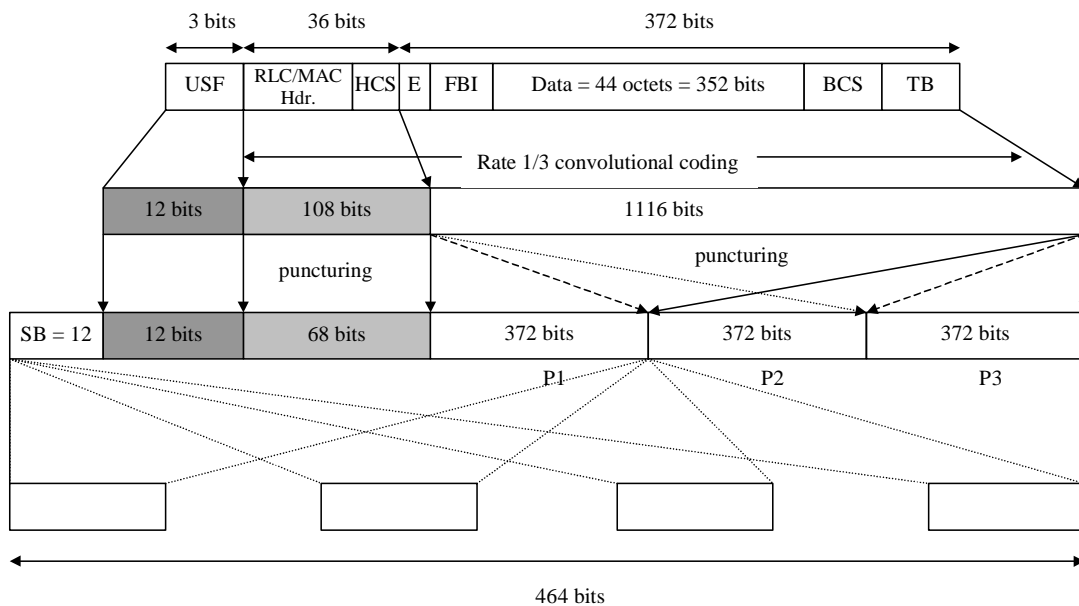 3 bits 36 bits 372 bits
USF RLC/MAC Hdr. HCS E FBI Data = 44 octets = 352 bits BCS TB
Rate 1/3 convolutional coding
12 bits 108 bits 1116 bits
puncturing puncturing
SB = 12 12 bits 68 bits 372 bits 372 bits 372 bits
P1 P2 P3
464 bits